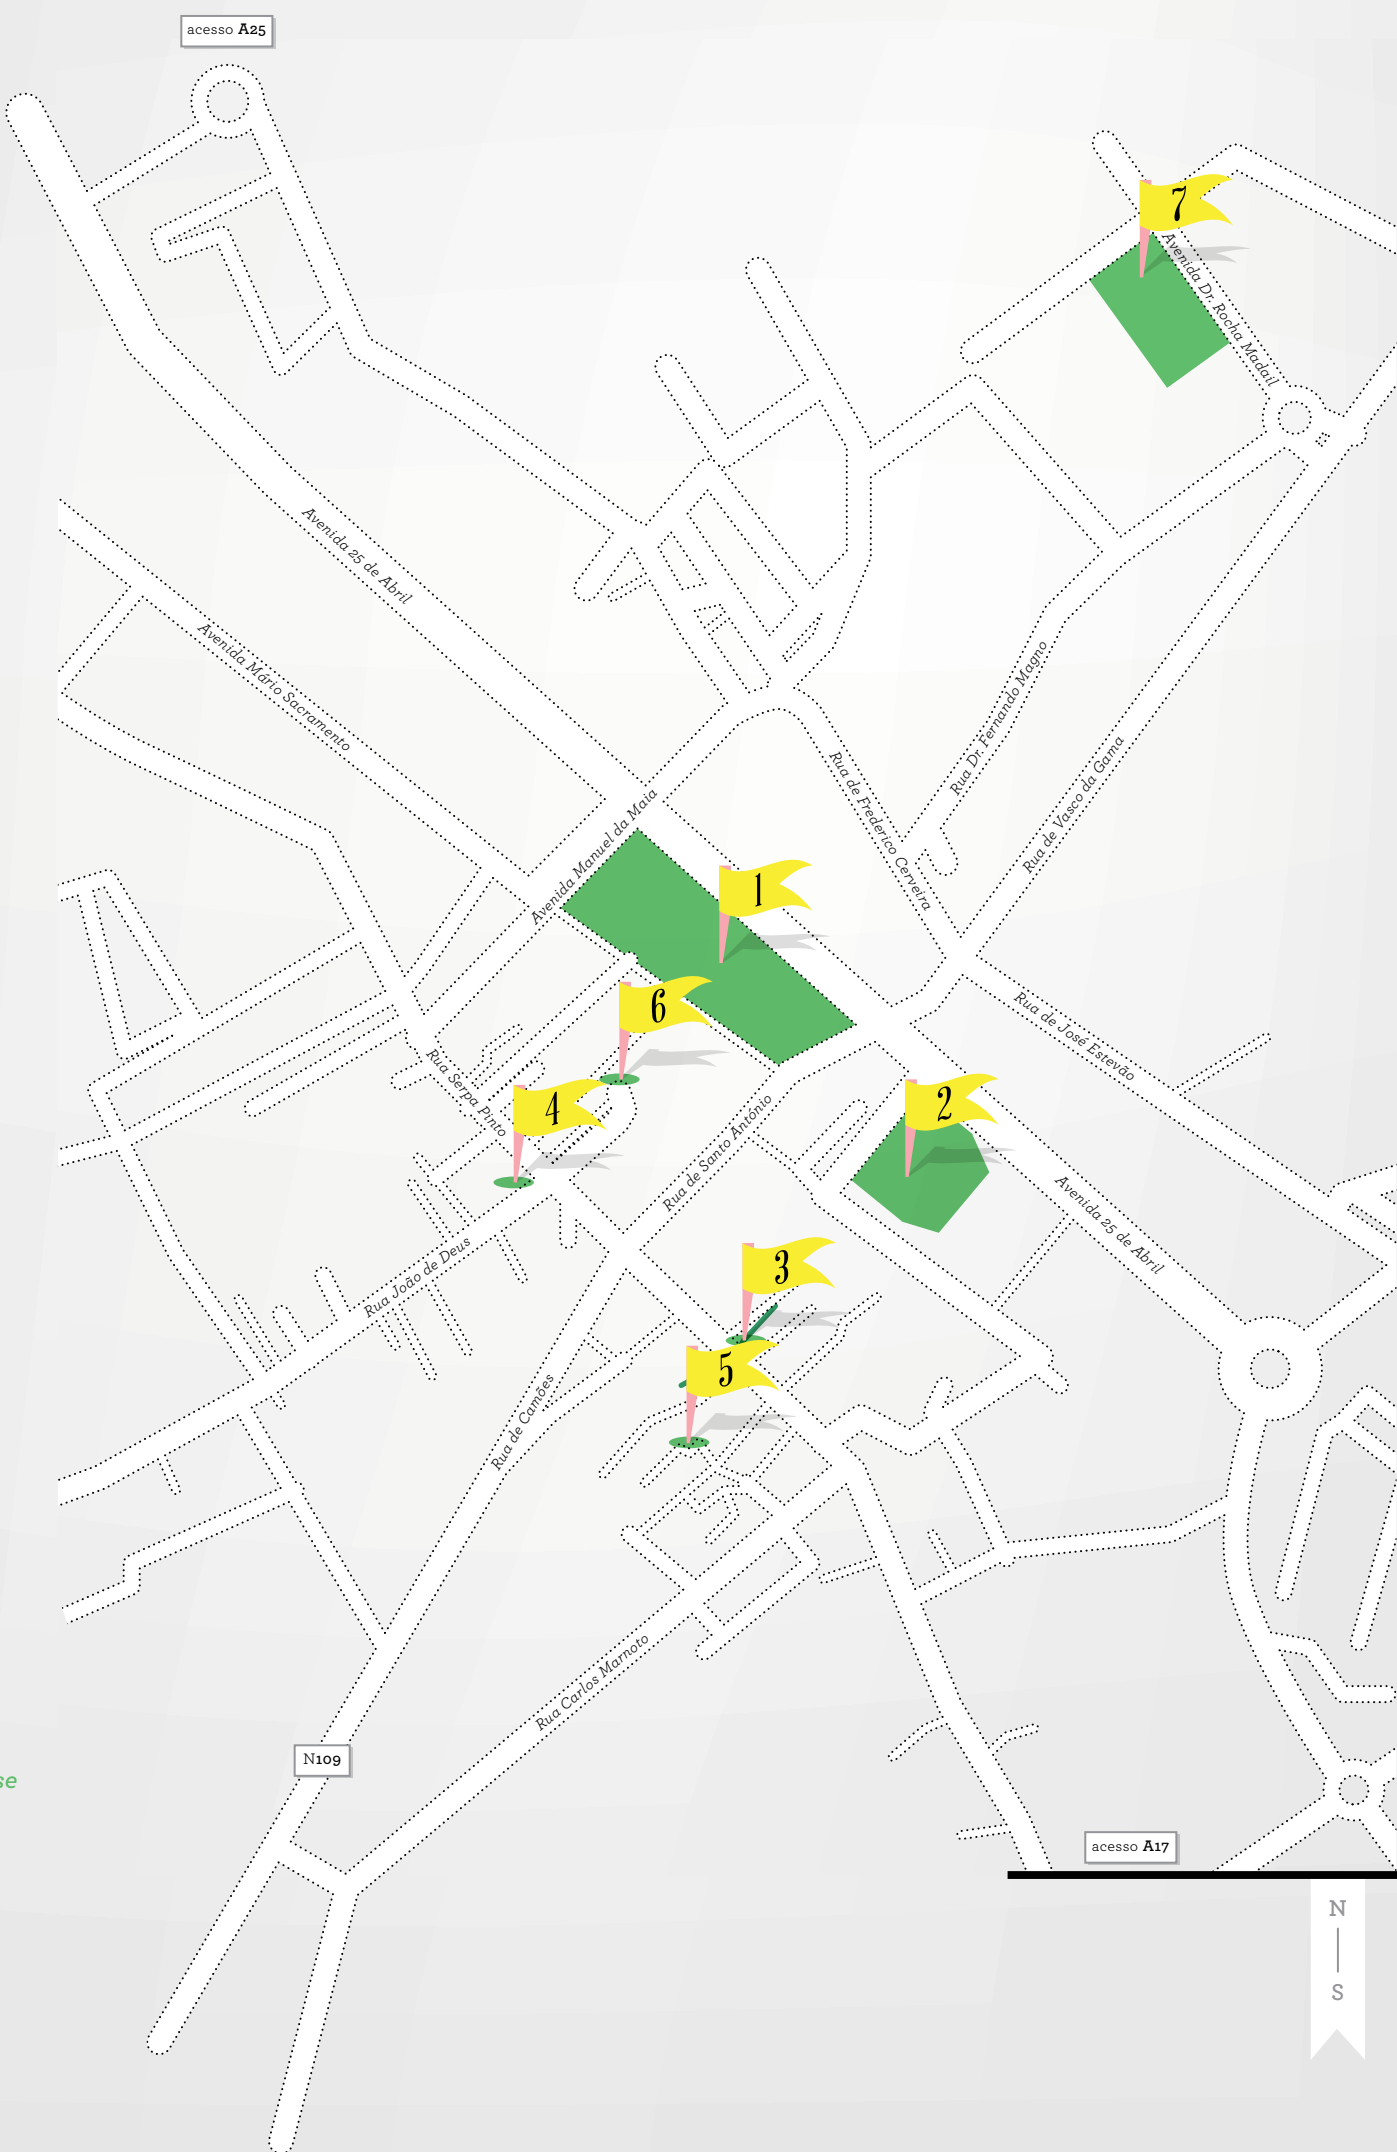 acesso A25
7
Avenida Dr. Rocha Madail
Avenida 25 de Abril
Avenida Mário Sacramento
Rua Dr. Fernando Magno
Rua de Vasco da Gama
Rua de Frederico Cerveira
Avenida Manuel da Maia
1
6
Rua de José Estevão
Rua Serpa Pinto
4
2
Rua de Santo António
Avenida 25 de Abril
Rua João de Deus
3
5
Rua de Camões
Rua Carlos Marnoto
N109
se
acesso A17
N
S